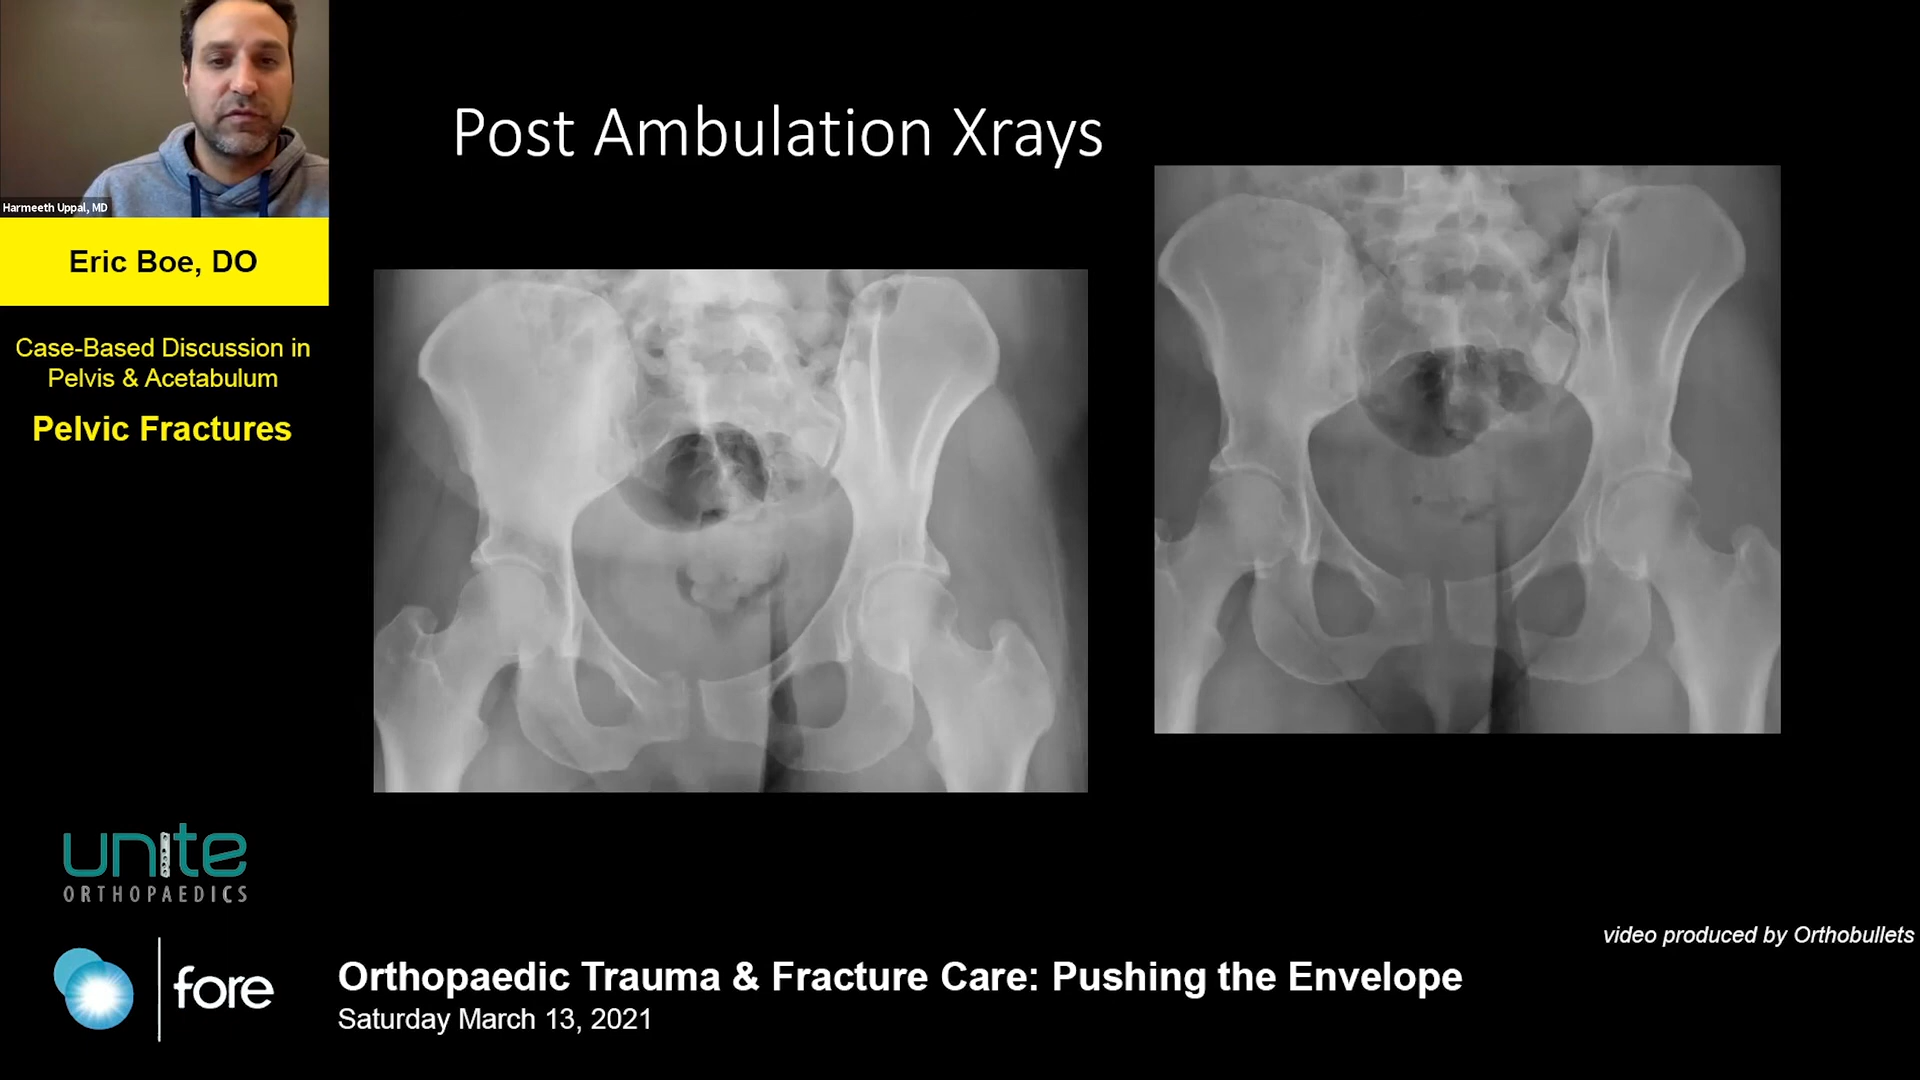 Post Ambulation Xrays
Harmeeth Uppal, MD
Eric Boe, DO
Case-Based Discussion in
Pelvis & Acetabulum
Pelvic Fractures
unite
ORTHOPAEDICS
fore
video produced by Orthobullets
Orthopaedic Trauma & Fracture Care: Pushing the Envelope
Saturday March 13, 2021